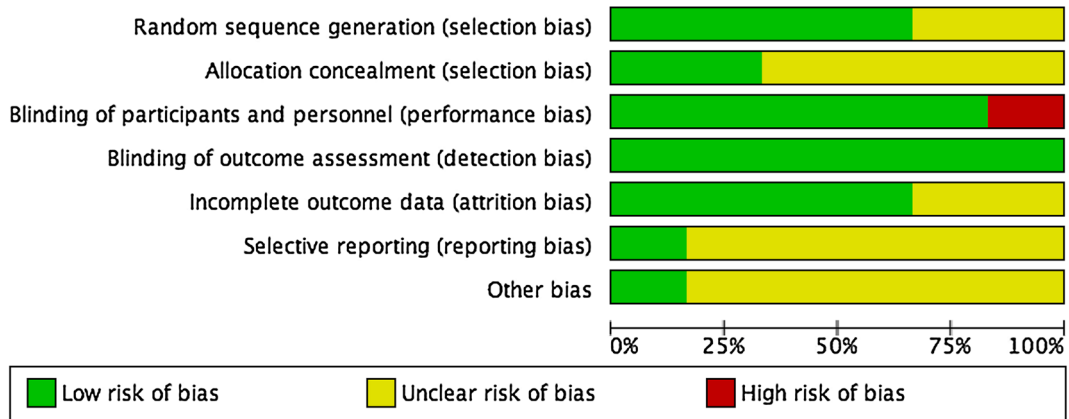 Random sequence generation (selection bias)
Allocation concealment (selection bias)
Blinding of participants and personnel (performance bias)
Blinding of outcome assessment (detection bias)
Incomplete outcome data (attrition bias)
Selective reporting (reporting bias)
Other bias
0% 25% 50% 75% 100%
Low risk of bias Unclear risk of bias High risk of bias